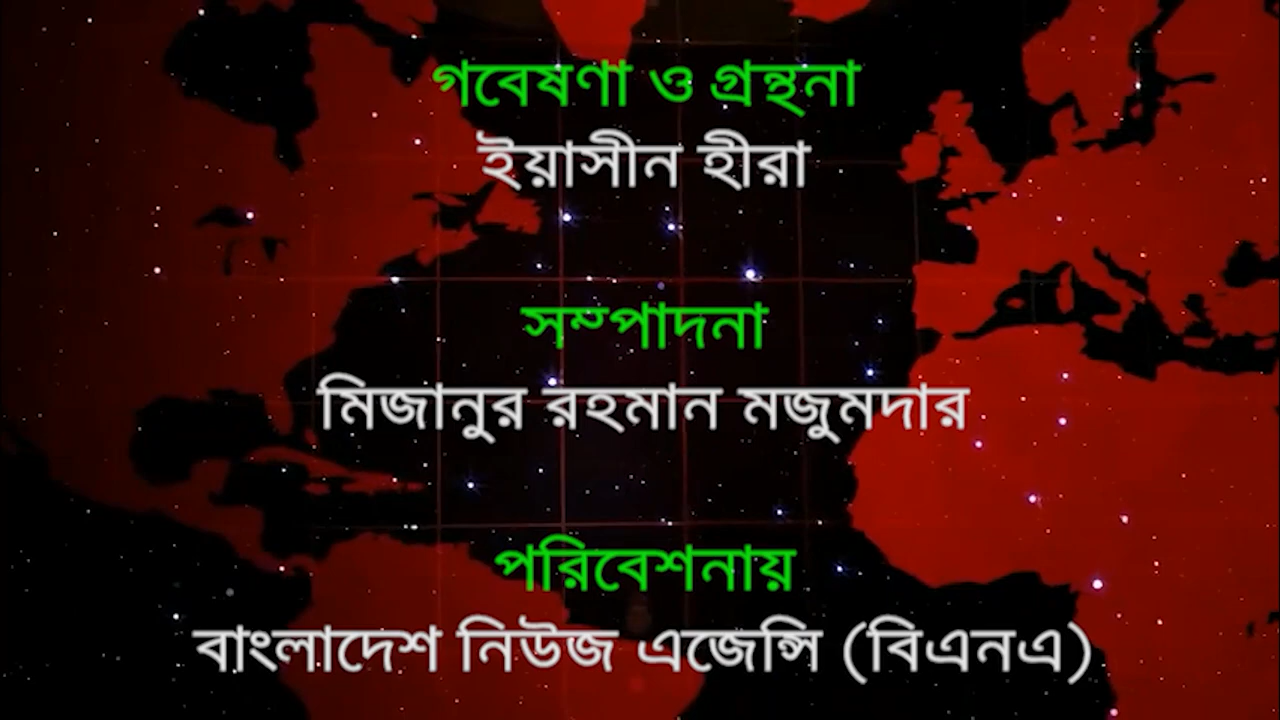 গবেষণা ও গ্রন্থনা
ইয়াসীন হীরা
সম্পাদনা
মিজানুর রহমান মজুমদার
পরিবেশনায়
বাংলাদেশ নিউজ এজেন্সি (বিএনএ)